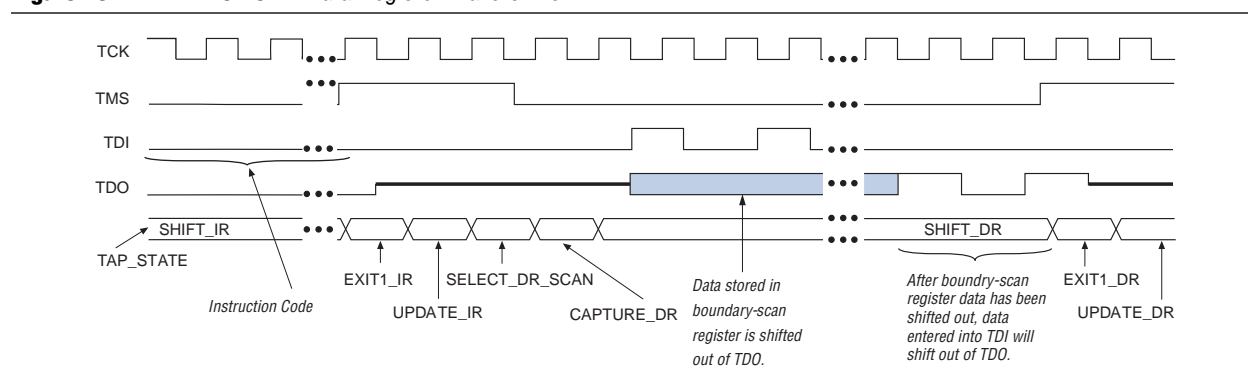 TCK
TMS
TDI
TDO
SHIFT_IR
SHIFT_DR
TAP_STATE
EXIT1_IR
SELECT_DR_SCAN
Instruction Code
UPDATE_IR
CAPTURE_DR
Data stored in
boundary-scan
register is shifted
out of TDO.
After boundry-scan
register data has been
shifted out, data
entered into TDI will
shift out of TDO.
EXIT1_DR
UPDATE_DR